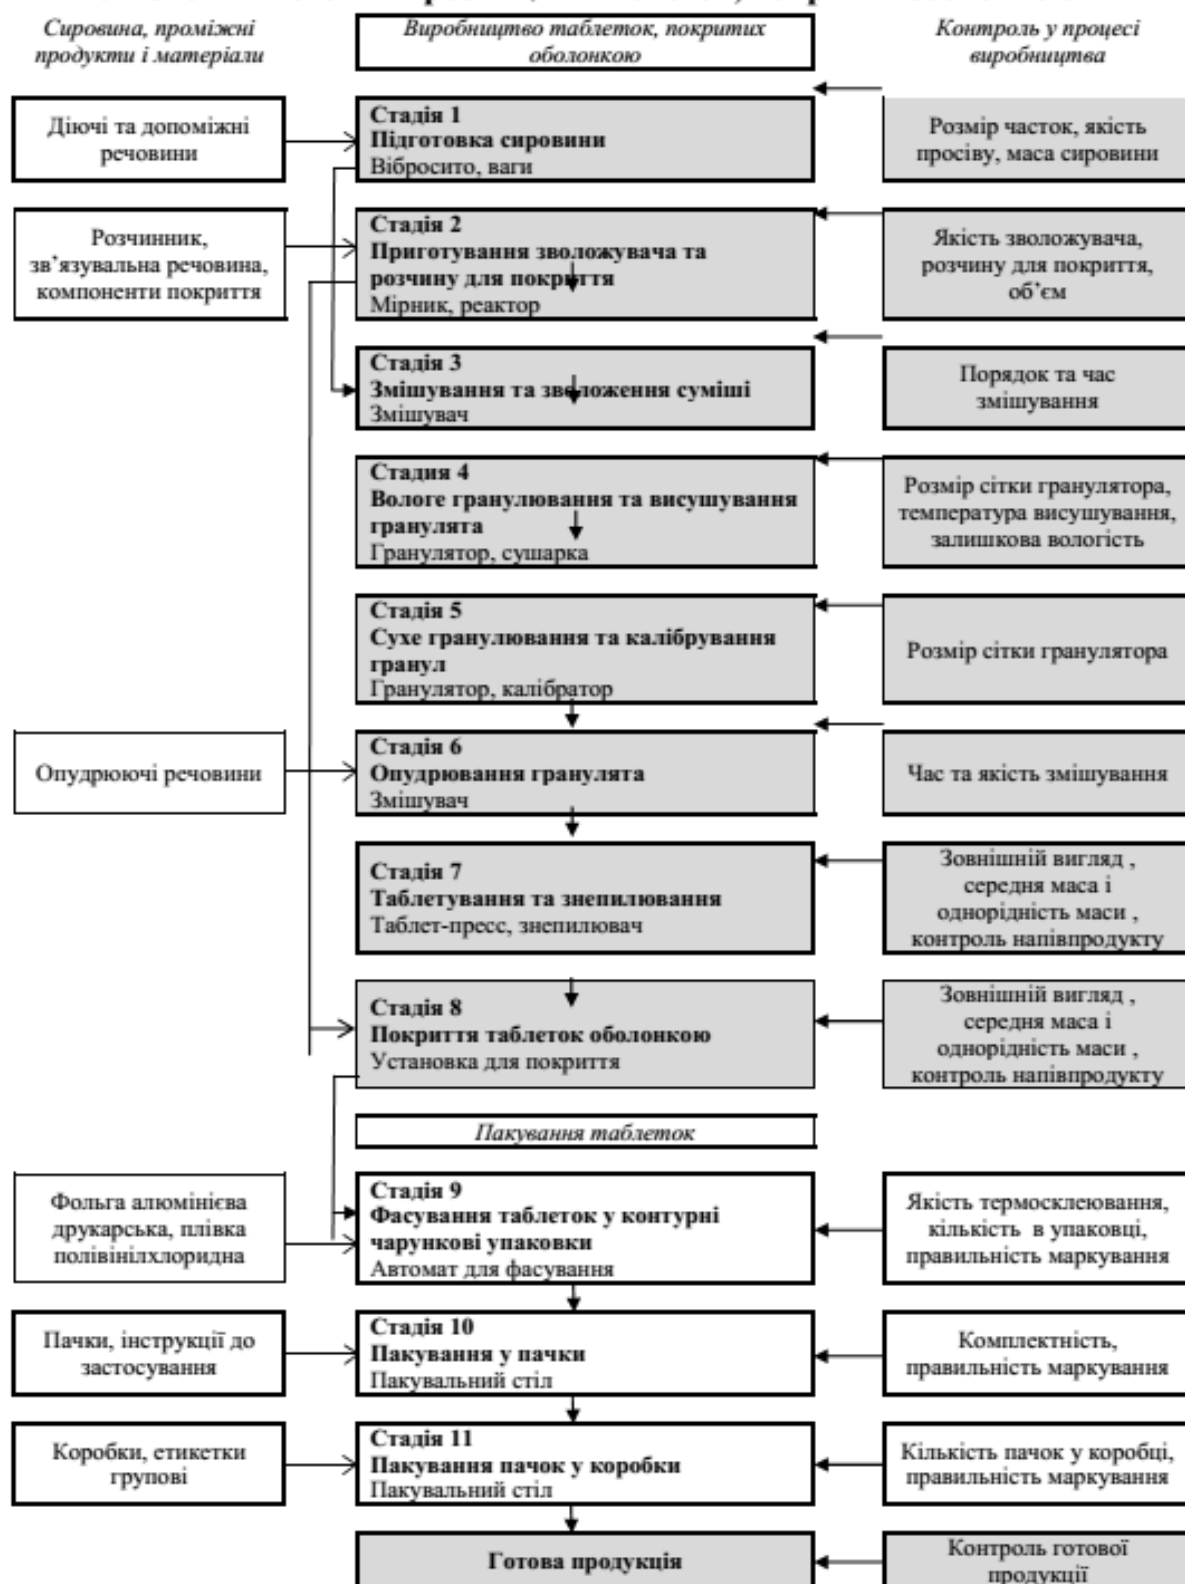 Сировина, проміжні
продукти і матеріали
Виробництво таблеток, покритих
оболонкою
Контроль у процесі
виробництва
Діючі та допоміжні
речовини
Стадія 1
Підготовка сировини
Вібросито, ваги
Розмір часток, якість
просіву, маса сировини
Розчинник,
зв’язувальна речовина,
компоненти покриття
Стадія 2
Приготування зволожувача та
розчину для покриття
Мірник, реактор
Якість зволожувача,
розчину для покриття,
об’єм
Стадія 3
Змішування та зволоження суміші
Змішувач
Порядок та час
змішування
Стадия 4
Вологе гранулювання та висушування
гранулята
Гранулятор, сушарка
Розмір сітки гранулятора,
температура висушування,
залишкова вологість
Стадія 5
Сухе гранулювання та калібрування
гранул
Гранулятор, калібратор
Розмір сітки гранулятора
Опудрюючі речовини
Стадія 6
Опудрювання гранулята
Змішувач
Час та якість змішування
Стадія 7
Таблетування та знепилювання
Таблет-пресс, знепилювач
Зовнішній вигляд ,
середня маса і
однорідність маси ,
контроль напівпродукту
Стадія 8
Покриття таблеток оболонкою
Установка для покриття
Зовнішній вигляд ,
середня маса і
однорідність маси ,
контроль напівпродукту
Пакування таблеток
Фольга алюмінієва
друкарська, плівка
полівінілхлоридна
Стадія 9
Фасування таблеток у контурні
чарункові упаковки
Автомат для фасування
Якість термосклеювання,
кількість в упаковці,
правильність маркування
Пачки, інструкції до
застосування
Стадія 10
Пакування у пачки
Пакувальний стіл
Комплектність,
правильність маркування
Коробки, етикетки
групові
Стадія 11
Пакування пачок у коробки
Пакувальний стіл
Кількість пачок у коробці,
правильність маркування
Готова продукція
Контроль готової
продукції